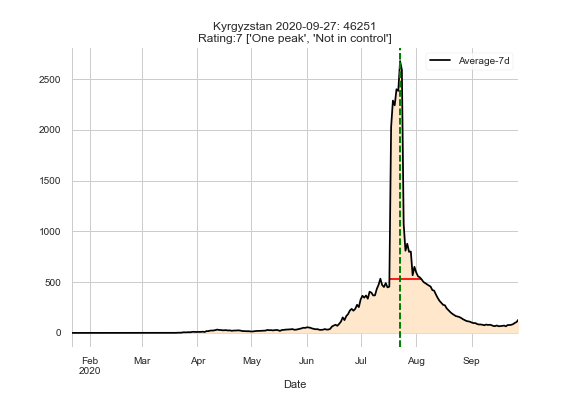 Kyrgyzstan 2020-09-27: 46251
Rating:7 ['One peak', 'Not in control']
Average-7d
2500
2000
1500
1000
500
0
Feb
2020
Mar
Apr
May
Jun
Jul
Aug
Sep
Date